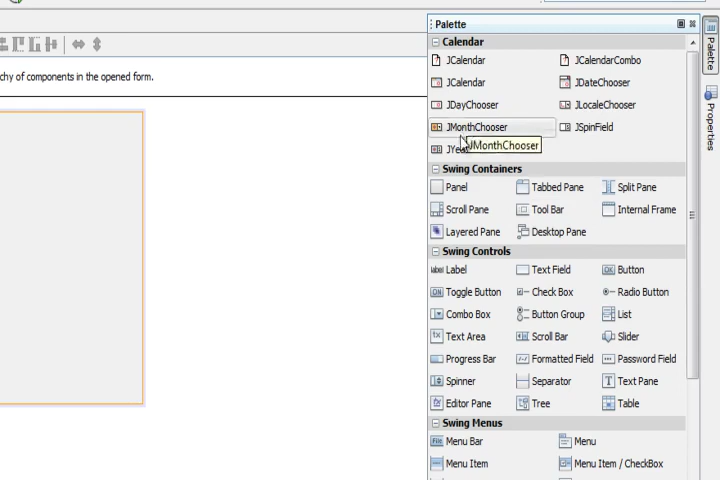 Palette
Calendar
JCalendar JCalendarCombo
chy of components in the opened form.
JCalendar JDateChooser
JDayChooser JLocaleChooser
JMonthChooser JSpinField
JMonthChooser
Swing Containers
Panel Tabbed Pane Split Pane
Scroll Pane Tool Bar Internal Frame
Layered Pane Desktop Pane
Swing Controls
label Label Text Field OK Button
ON Toggle Button Check Box Radio Button
Combo Box Button Group List
Text Area Scroll Bar Slider
Progress Bar Formatted Field Password Field
Spinner Separator T Text Pane
Editor Pane Tree Table
Swing Menus
File Menu Bar Menu
Menu Item Menu Item / CheckBox
Palette
Properties